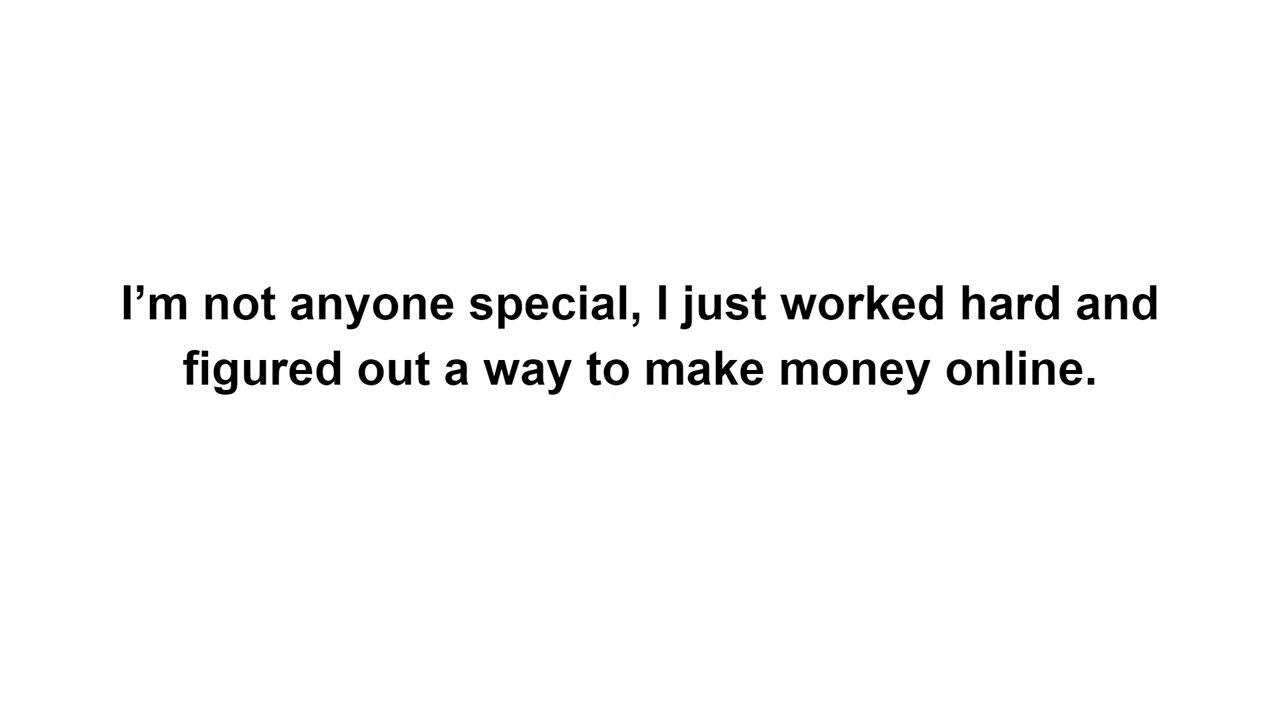 I’m not anyone special, I just worked hard and
figured out a way to make money online.